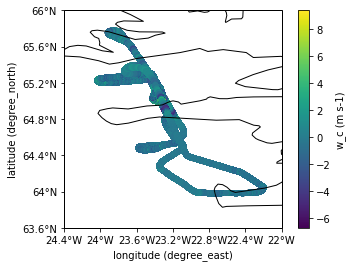 66°N
65.6°N
65.2°N
64.8°N
64.4°N
64°N
63.6°N
24.4°W 24°W 23.6°W 23.2°W 22.8°W 22.4°W 22°W
longitude (degree_east)
latitude (degree_north)
8
6
4
2
0
−2
−4
−6
w_c (m s-1)